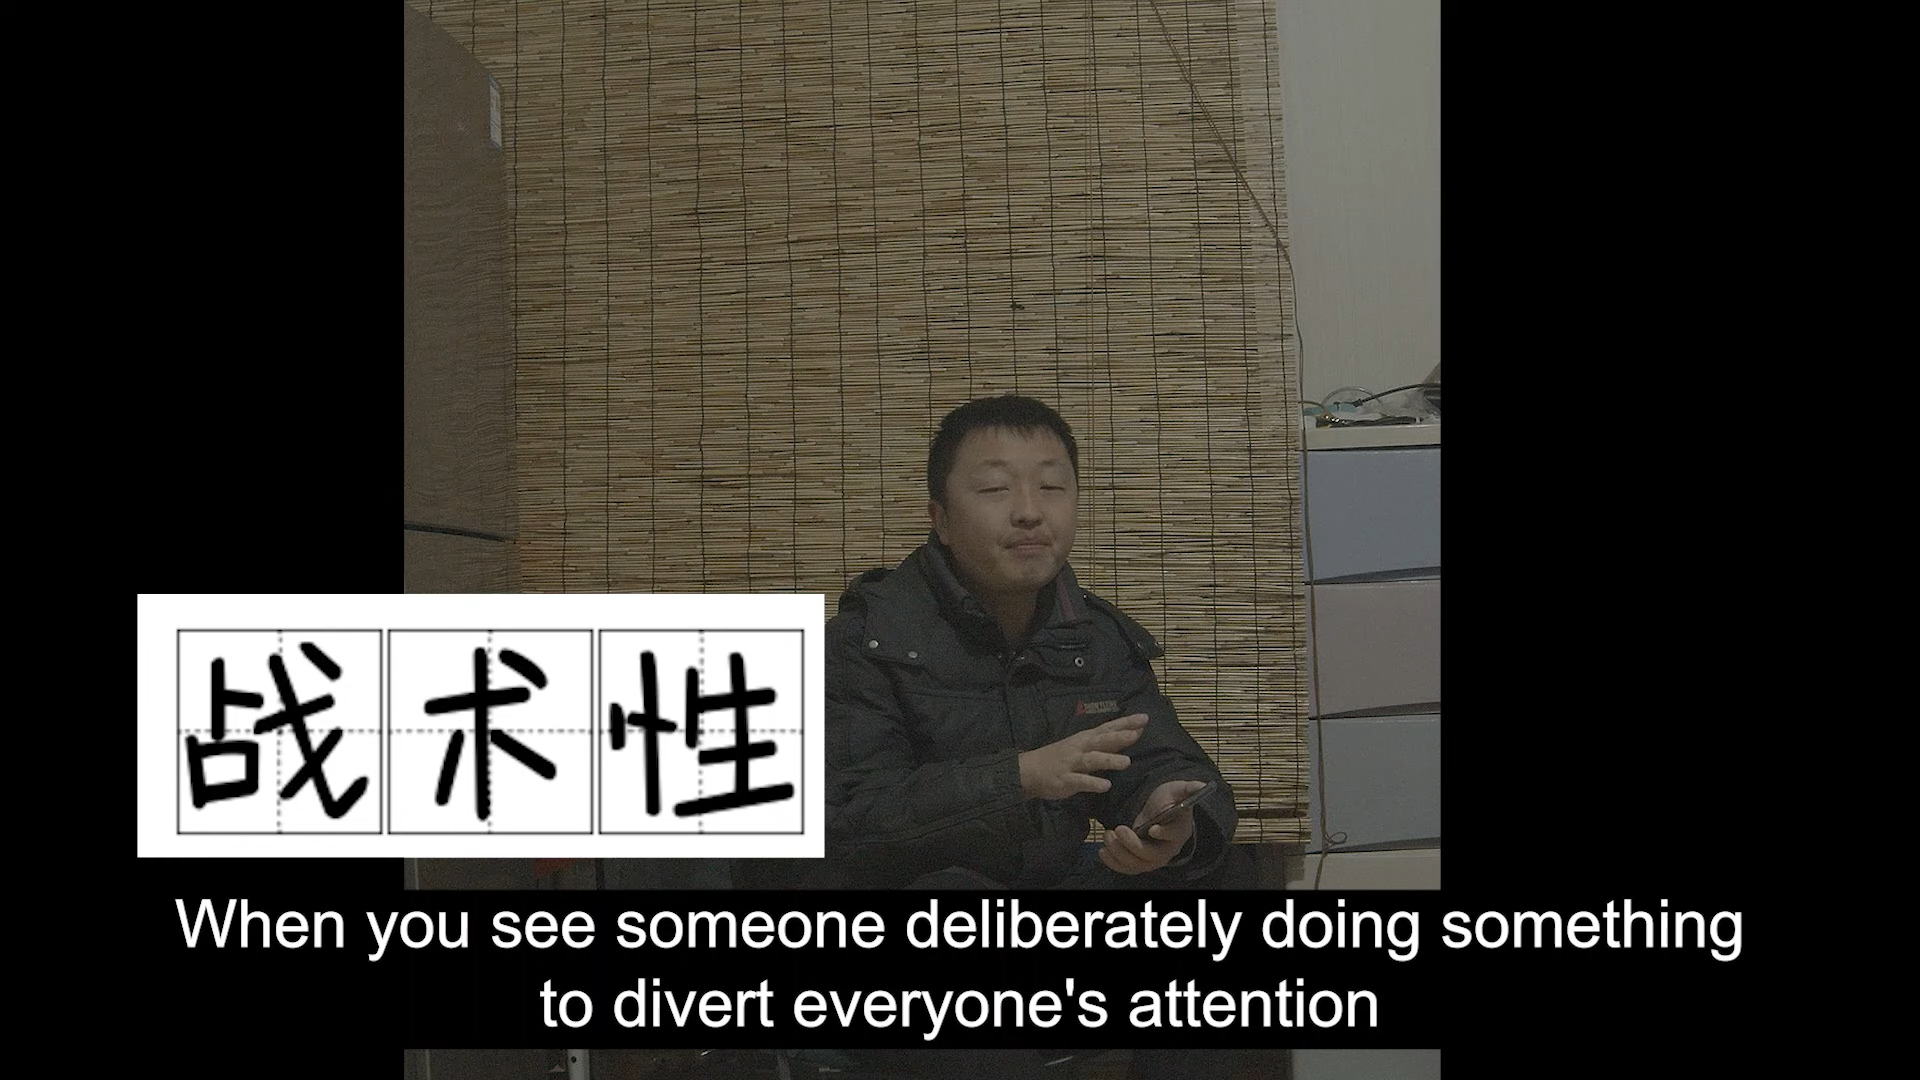 战术性
When you see someone deliberately doing something
to divert everyone's attention